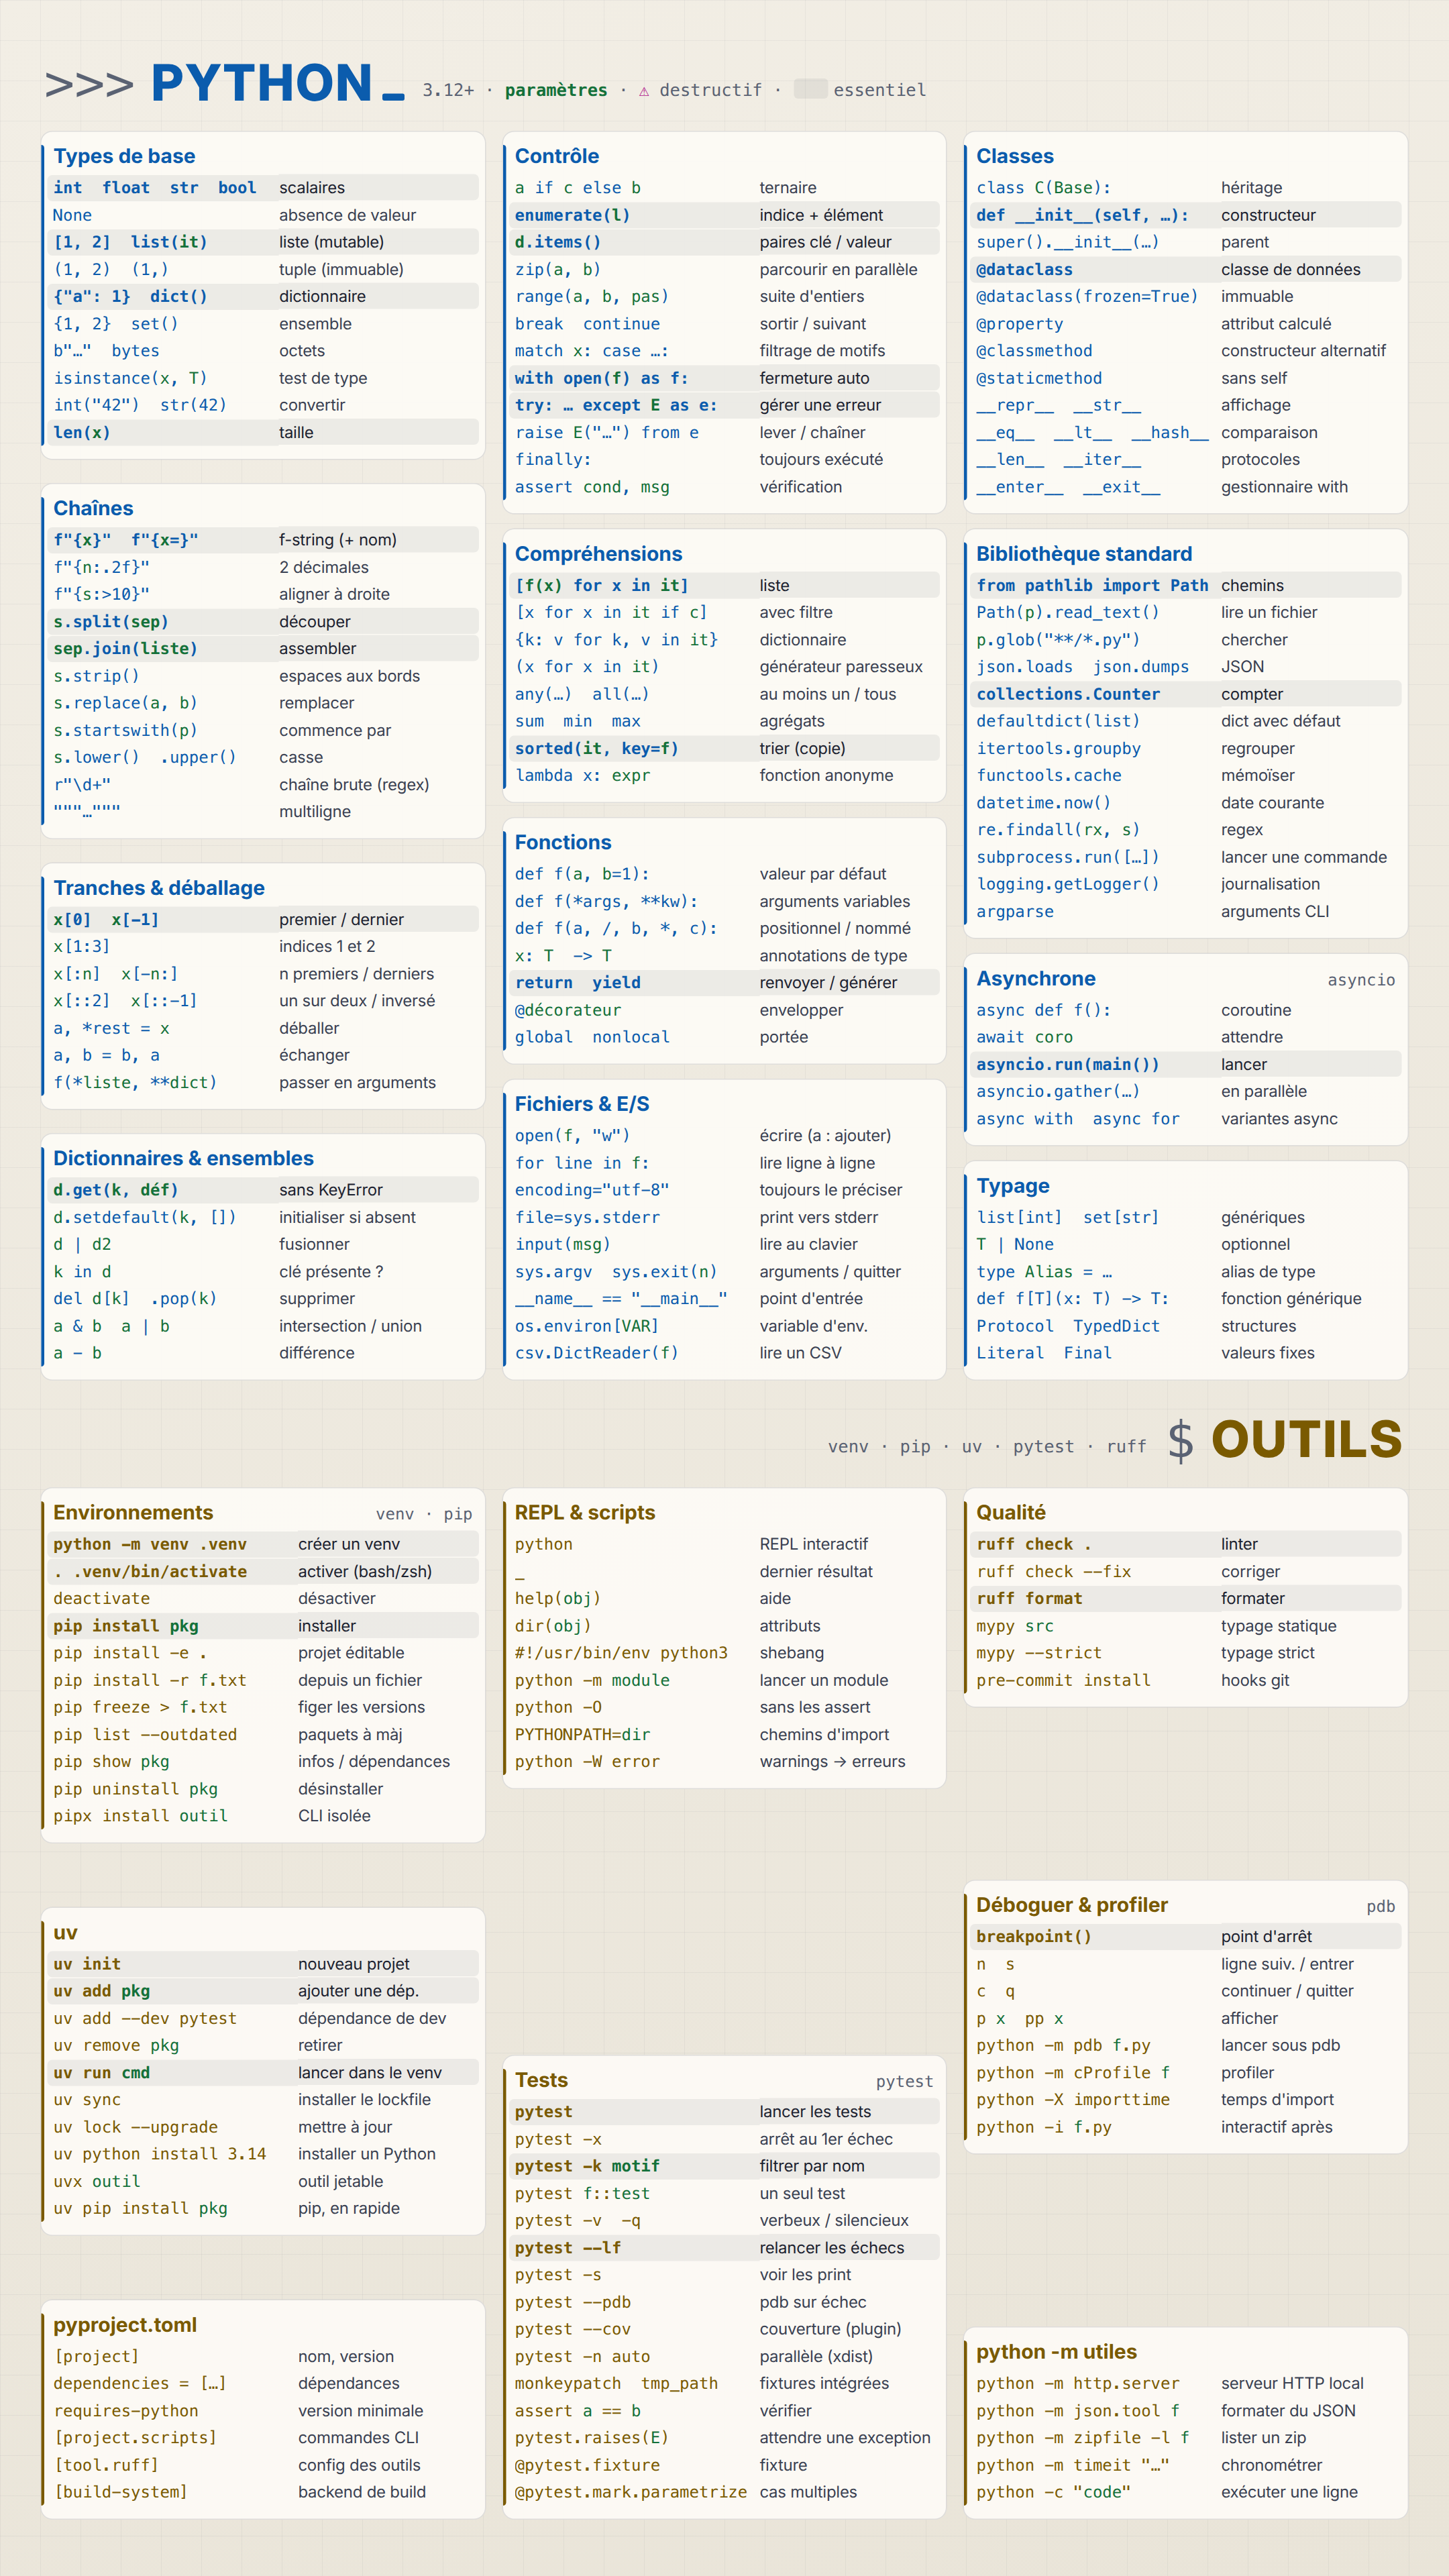 >>> PYTHON_ 3.12+ · paramètres · ⚠ destructif · essentiel
Types de base
int float str bool scalaires
None absence de valeur
[1, 2] list(it) liste (mutable)
(1, 2) (1,) tuple (immuable)
{"a": 1} dict() dictionnaire
{1, 2} set() ensemble
b"…" bytes octets
isinstance(x, T) test de type
int("42") str(42) convertir
len(x) taille
Chaînes
f"{x}" f"{x=}" f-string (+ nom)
f"{n:.2f}" 2 décimales
f"{s:>10}" aligner à droite
s.split(sep) découper
sep.join(liste) assembler
s.strip() espaces aux bords
s.replace(a, b) remplacer
s.startswith(p) commence par
s.lower() .upper() casse
r"\d+" chaîne brute (regex)
"""…""" multiligne
Tranches & déballage
x[0] x[-1] premier / dernier
x[1:3] indices 1 et 2
x[:n] x[-n:] n premiers / derniers
x[::2] x[::-1] un sur deux / inversé
a, *rest = x déballer
a, b = b, a échanger
f(*liste, **dict) passer en arguments
Dictionnaires & ensembles
d.get(k, déf) sans KeyError
d.setdefault(k, []) initialiser si absent
d | d2 fusionner
k in d clé présente ?
del d[k] .pop(k) supprimer
a & b a | b intersection / union
a - b différence
Contrôle
a if c else b ternaire
enumerate(l) indice + élément
d.items() paires clé / valeur
zip(a, b) parcourir en parallèle
range(a, b, pas) suite d'entiers
break continue sortir / suivant
match x: case …: filtrage de motifs
with open(f) as f: fermeture auto
try: … except E as e: gérer une erreur
raise E("…") from e lever / chaîner
finally: toujours exécuté
assert cond, msg vérification
Compréhensions
[f(x) for x in it] liste
[x for x in it if c] avec filtre
{k: v for k, v in it} dictionnaire
(x for x in it) générateur paresseux
any(…) all(…) au moins un / tous
sum min max agrégats
sorted(it, key=f) trier (copie)
lambda x: expr fonction anonyme
Fonctions
def f(a, b=1): valeur par défaut
def f(*args, **kw): arguments variables
def f(a, /, b, *, c): positionnel / nommé
x: T -> T annotations de type
return yield renvoyer / générer
@décorateur envelopper
global nonlocal portée
Fichiers & E/S
open(f, "w") écrire (a : ajouter)
for line in f: lire ligne à ligne
encoding="utf-8" toujours le préciser
file=sys.stderr print vers stderr
input(msg) lire au clavier
sys.argv sys.exit(n) arguments / quitter
__name__ == "__main__" point d'entrée
os.environ[VAR] variable d'env.
csv.DictReader(f) lire un CSV
Classes
class C(Base): héritage
def __init__(self, …): constructeur
super().__init__(…) parent
@dataclass classe de données
@dataclass(frozen=True) immuable
@property attribut calculé
@classmethod constructeur alternatif
@staticmethod sans self
__repr__ __str__ affichage
__eq__ __lt__ __hash__ comparaison
__len__ __iter__ protocoles
__enter__ __exit__ gestionnaire with
Bibliothèque standard
from pathlib import Path chemins
Path(p).read_text() lire un fichier
p.glob("**/*.py") chercher
json.loads json.dumps JSON
collections.Counter compter
defaultdict(list) dict avec défaut
itertools.groupby regrouper
functools.cache mémoïser
datetime.now() date courante
re.findall(rx, s) regex
subprocess.run([…]) lancer une commande
logging.getLogger() journalisation
argparse arguments CLI
Asynchrone asyncio
async def f(): coroutine
await coro attendre
asyncio.run(main()) lancer
asyncio.gather(…) en parallèle
async with async for variantes async
Typage
list[int] set[str] génériques
T | None optionnel
type Alias = … alias de type
def f[T](x: T) -> T: fonction générique
Protocol TypedDict structures
Literal Final valeurs fixes
venv · pip · uv · pytest · ruff $ OUTILS
Environnements venv · pip
python -m venv .venv créer un venv
. .venv/bin/activate activer (bash/zsh)
deactivate désactiver
pip install pkg installer
pip install -e . projet éditable
pip install -r f.txt depuis un fichier
pip freeze > f.txt figer les versions
pip list --outdated paquets à màj
pip show pkg infos / dépendances
pip uninstall pkg désinstaller
pipx install outil CLI isolée
uv
uv init nouveau projet
uv add pkg ajouter une dép.
uv add --dev pytest dépendance de dev
uv remove pkg retirer
uv run cmd lancer dans le venv
uv sync installer le lockfile
uv lock --upgrade mettre à jour
uv python install 3.14 installer un Python
uvx outil outil jetable
uv pip install pkg pip, en rapide
pyproject.toml
[project] nom, version
dependencies = […] dépendances
requires-python version minimale
[project.scripts] commandes CLI
[tool.ruff] config des outils
[build-system] backend de build
REPL & scripts
python REPL interactif
_ dernier résultat
help(obj) aide
dir(obj) attributs
#!/usr/bin/env python3 shebang
python -m module lancer un module
python -O sans les assert
PYTHONPATH=dir chemins d'import
python -W error warnings → erreurs
Tests pytest
pytest lancer les tests
pytest -x arrêt au 1er échec
pytest -k motif filtrer par nom
pytest f::test un seul test
pytest -v -q verbeux / silencieux
pytest --lf relancer les échecs
pytest -s voir les print
pytest --pdb pdb sur échec
pytest --cov couverture (plugin)
pytest -n auto parallèle (xdist)
monkeypatch tmp_path fixtures intégrées
assert a == b vérifier
pytest.raises(E) attendre une exception
@pytest.fixture fixture
@pytest.mark.parametrize cas multiples
Qualité
ruff check . linter
ruff check --fix corriger
ruff format formater
mypy src typage statique
mypy --strict typage strict
pre-commit install hooks git
Déboguer & profiler pdb
breakpoint() point d'arrêt
n s ligne suiv. / entrer
c q continuer / quitter
p x pp x afficher
python -m pdb f.py lancer sous pdb
python -m cProfile f profiler
python -X importtime temps d'import
python -i f.py interactif après
python -m utiles
python -m http.server serveur HTTP local
python -m json.tool f formater du JSON
python -m zipfile -l f lister un zip
python -m timeit "…" chronométrer
python -c "code" exécuter une ligne